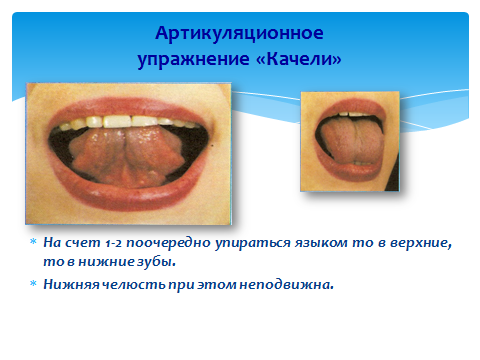 Артикуляционное
упражнение «Качели»
На счет 1-2 поочередно упираться языком то в верхние,
то в нижние зубы.
Нижняя челюсть при этом неподвижна.